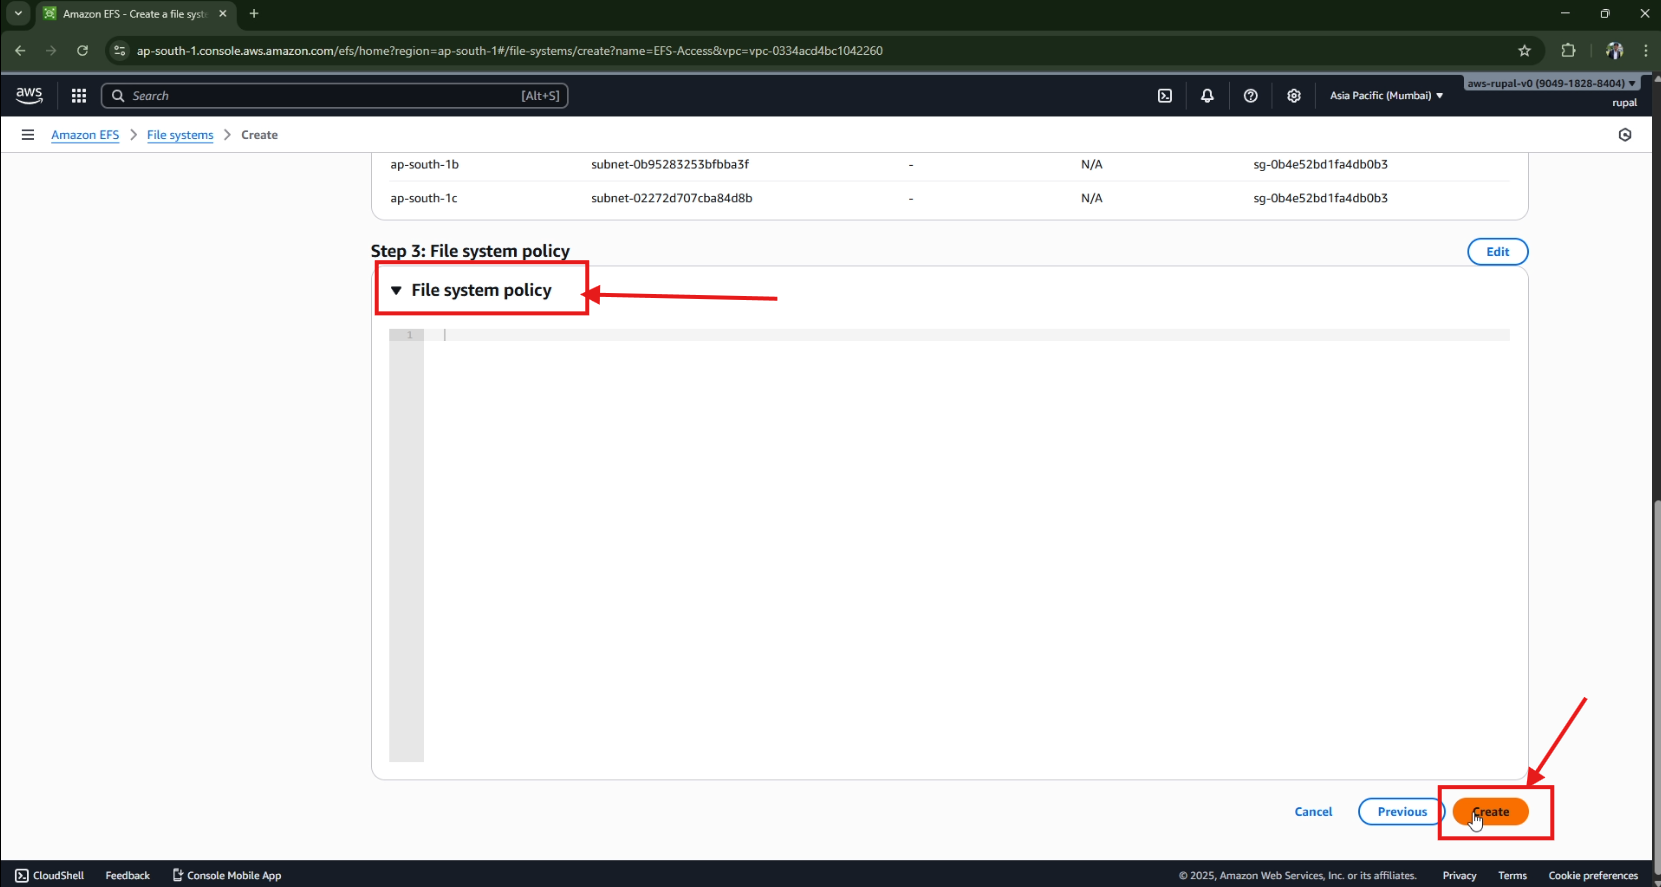 Amazon EFS - Create a file syst
ap-south-1.console.aws.amazon.com/efs/home?region=ap-south-1#/file-systems/create?name=EFS-Access&vpc=vpc-0334acd4bc1042260
aws
Search
[Alt+S]
Asia Pacific (Mumbai)
aws-rupal-v0 (9049-1828-8404)
rupal
Amazon EFS > File systems > Create
ap-south-1b subnet-0b95283253bfbba3f - N/A sg-0b4e52bd1fa4db0b3
ap-south-1c subnet-02272d707cba84d8b - N/A sg-0b4e52bd1fa4db0b3
Step 3: File system policy
Edit
File system policy
1
Cancel
Previous
Create
CloudShell
Feedback
Console Mobile App
© 2025, Amazon Web Services, Inc. or its affiliates.
Privacy
Terms
Cookie preferences